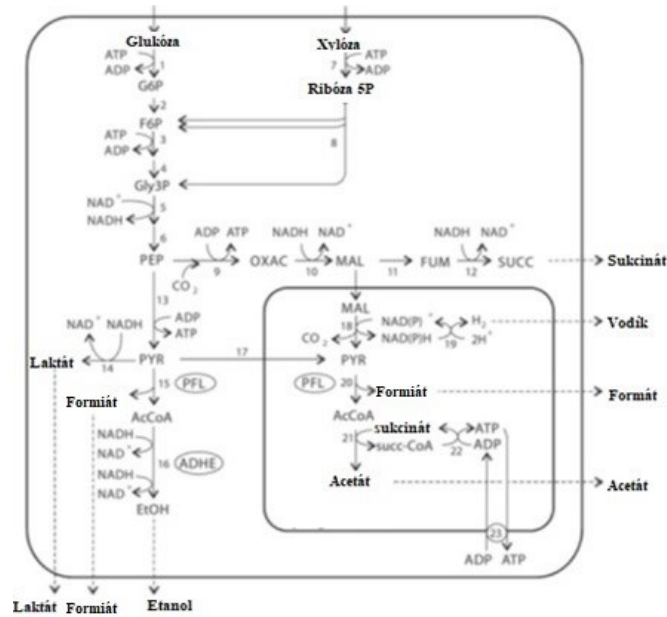 Glukóza
Xylóza
ATP
ADP
1
ATP
ADP
7
G6P
Ribóza 5P
2
F6P
ATP
ADP
3
8
4
Gly3P
NAD+
NADH
5
6
ADP ATP
NADH NAD+
NADH NAD+
PEP
OXAC
MAL
FUM
SUCC
Sukcinát
CO2
9
10
11
12
13
MAL
NAD+ NADH
ADP
ATP
18
NAD(P)+
H2
Vodík
CO2
NAD(P)H
19
2H+
Laktát
14
PYR
17
PYR
15
PFL
PFL
20
Formiát
Formiát
Formát
AcCoA
AcCoA
NADH
NAD+
sukcinát
ATP
21
succ-CoA
22
ADP
16
ADHE
NADH
NAD+
Acetát
Acetát
EtOH
23
ADP ATP
Laktát
Formiát
Etanol